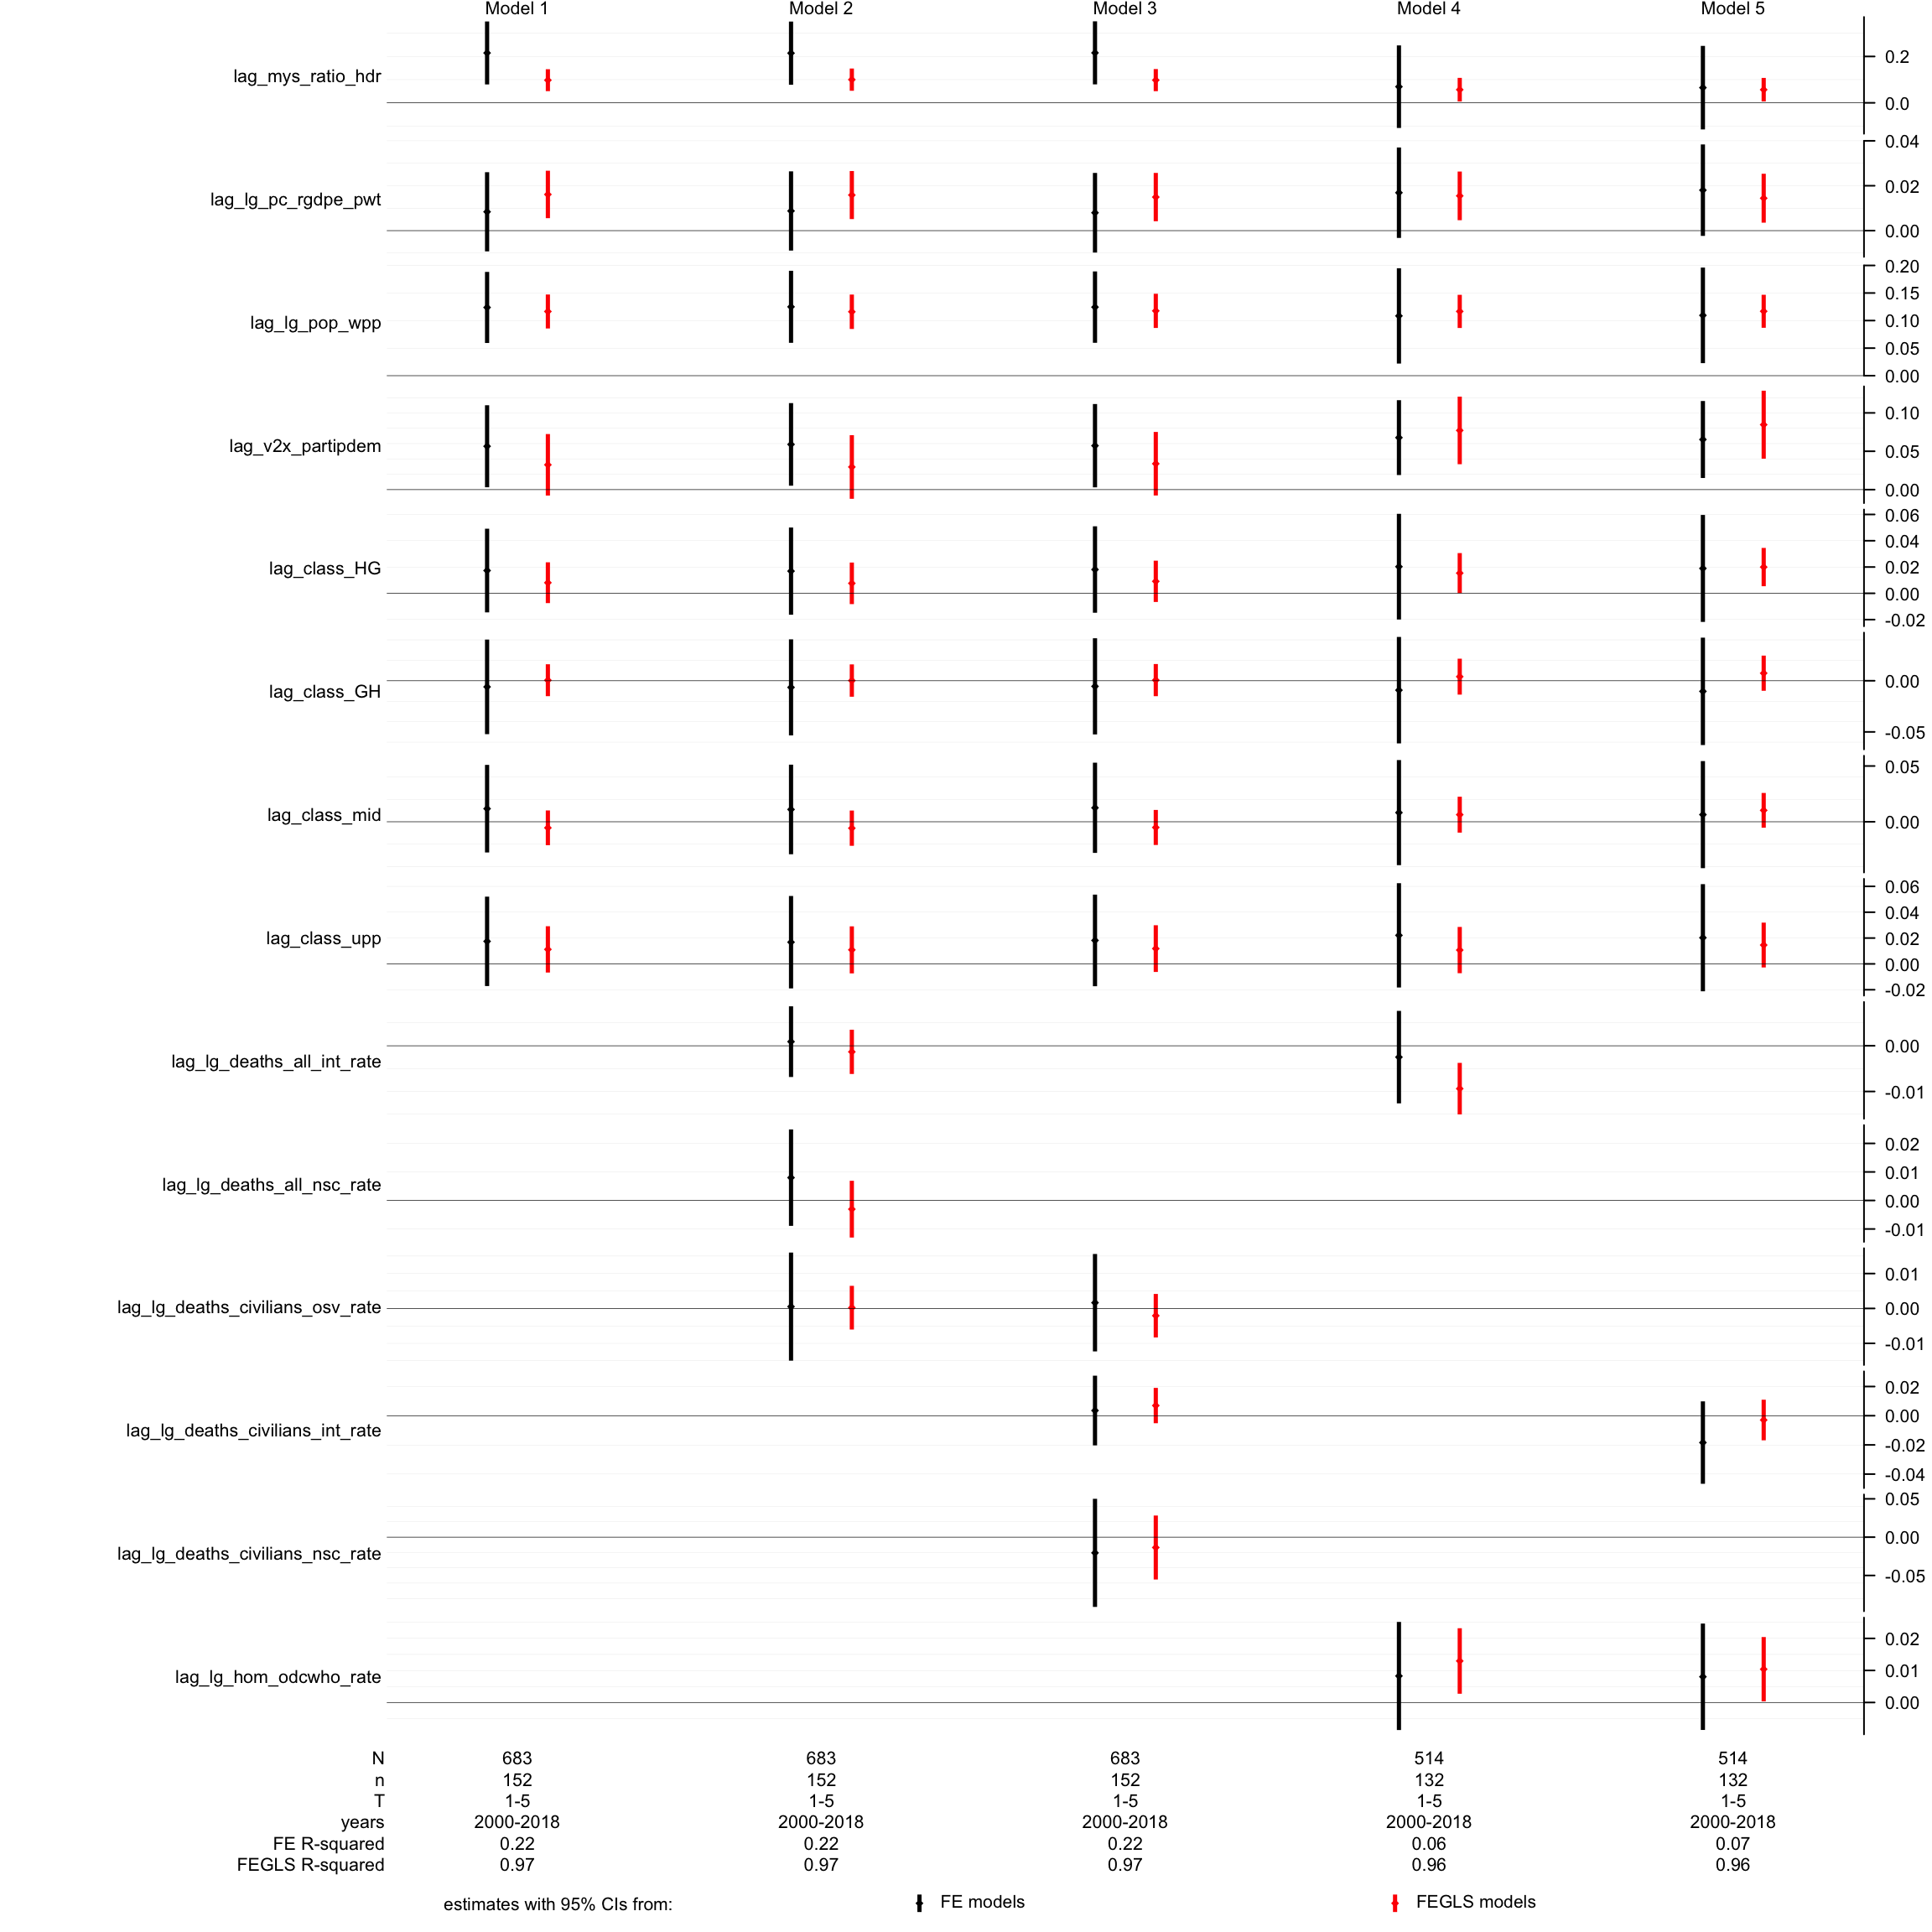 Model 1 Model 2 Model 3 Model 4 Model 5
lag_mys_ratio_hdr
0.2
0.0
lag_lg_pc_rgdpe_pwt
0.04
0.02
0.00
lag_lg_pop_wpp
0.20
0.15
0.10
0.05
0.00
lag_v2x_partipdem
0.10
0.05
0.00
lag_class_HG
0.06
0.04
0.02
0.00
-0.02
lag_class_GH
0.00
-0.05
lag_class_mid
0.05
0.00
lag_class_upp
0.06
0.04
0.02
0.00
-0.02
lag_lg_deaths_all_int_rate
0.00
-0.01
lag_lg_deaths_all_nsc_rate
0.02
0.01
0.00
-0.01
lag_lg_deaths_civilians_osv_rate
0.01
0.00
-0.01
lag_lg_deaths_civilians_int_rate
0.02
0.00
-0.02
-0.04
lag_lg_deaths_civilians_nsc_rate
0.05
0.00
-0.05
lag_lg_hom_odcwho_rate
0.02
0.01
0.00
N 683 683 683 514 514
n 152 152 152 132 132
T 1-5 1-5 1-5 1-5 1-5
years 2000-2018 2000-2018 2000-2018 2000-2018 2000-2018
FE R-squared 0.22 0.22 0.22 0.06 0.07
FEGLS R-squared 0.97 0.97 0.97 0.96 0.96
estimates with 95% CIs from: FE models FEGLS models